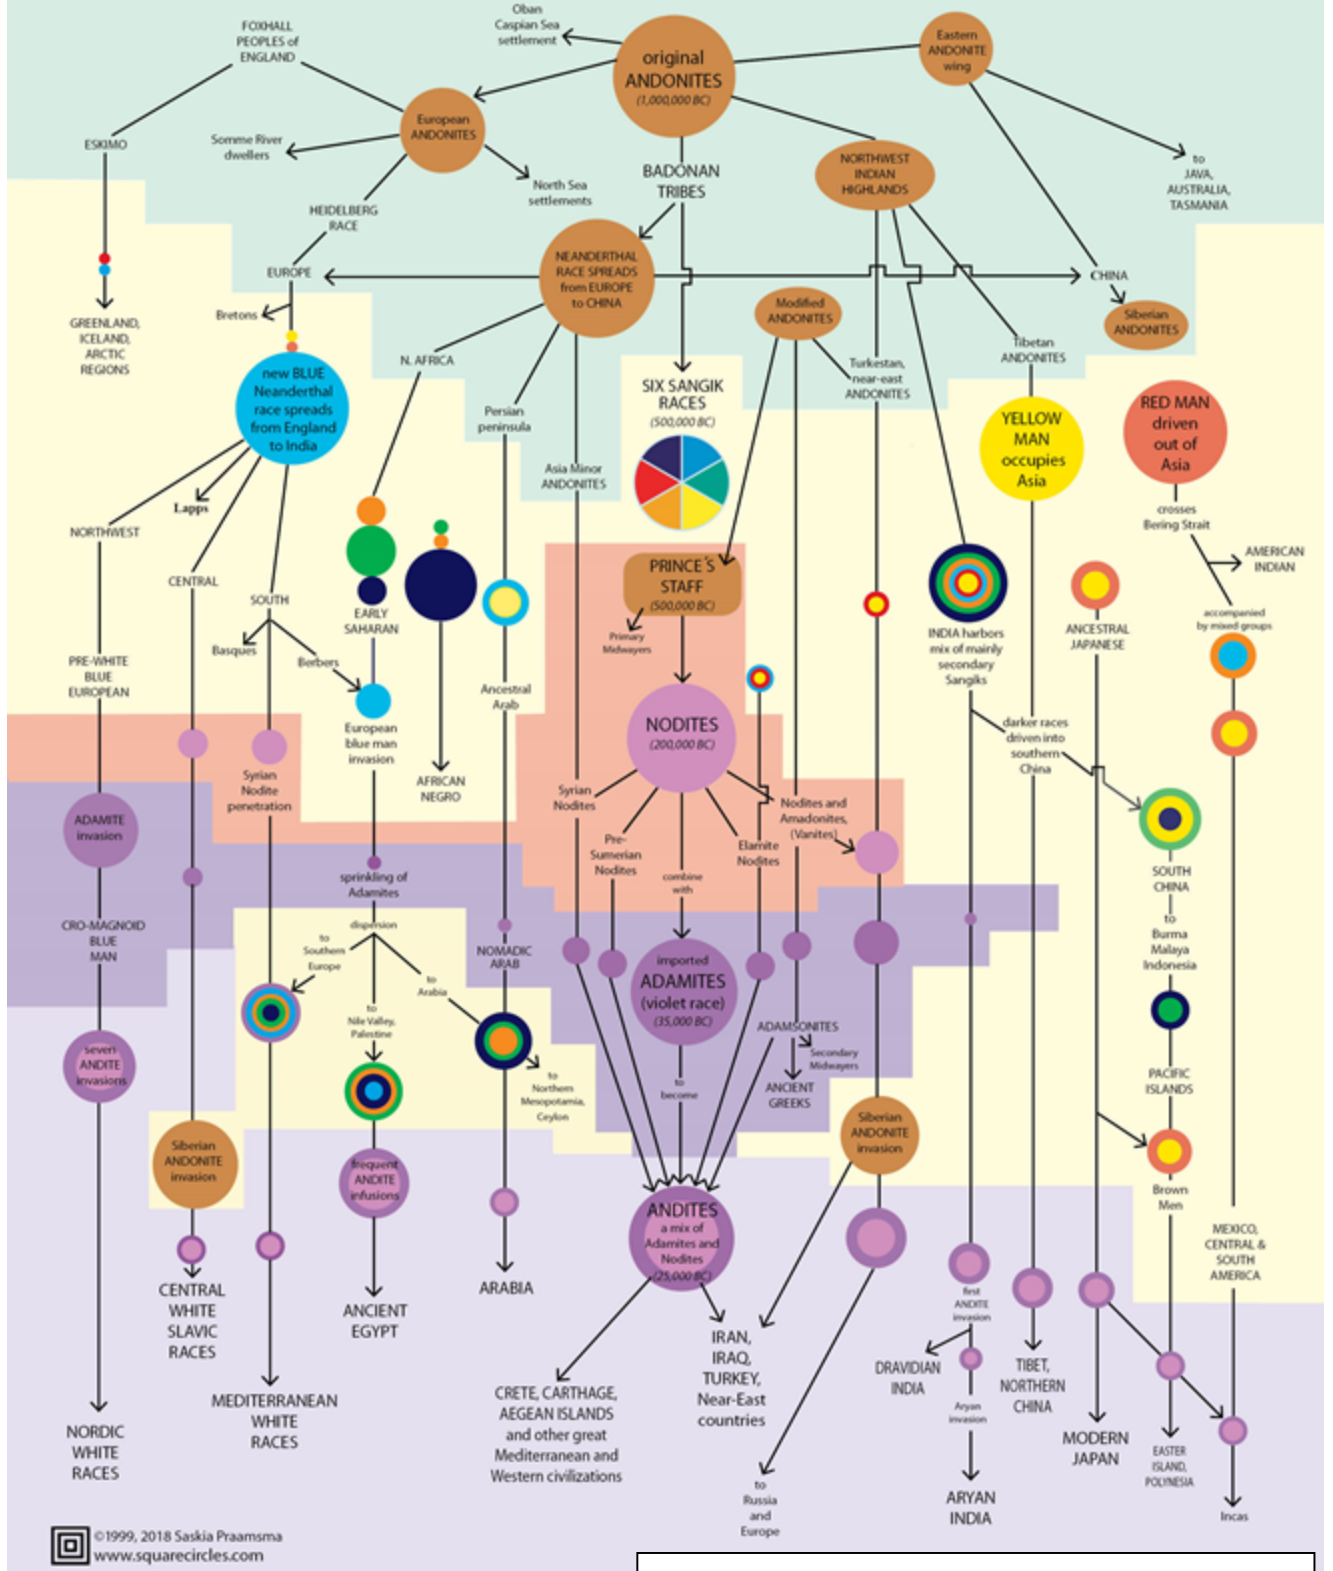 FOXHALL
PEOPLES of
ENGLAND
Oban
Caspian Sea
settlement
original
ANDONITES
(1,000,000 BC)
Eastern
ANDONITE
wing
European
ANDONITES
ESKIMO
Somme River
dwellers
North Sea
settlements
BADONAN
TRIBES
NORTHWEST
INDIAN
HIGHLANDS
to
JAVA,
AUSTRALIA,
TASMANIA
HEIDELBERG
RACE
EUROPE
NEANDERTHAL
RACE SPREADS
from EUROPE
to CHINA
CHINA
Siberian
ANDONITES
Modified
ANDONITES
Bretons
GREENLAND,
ICELAND,
ARCTIC
REGIONS
new BLUE
Neanderthal
race spreads
from England
to India
N. AFRICA
Persian
peninsula
Asia Minor
ANDONITES
SIX SANGIK
RACES
(500,000 BC)
Turkestan,
near-east
ANDONITES
Tibetan
ANDONITES
YELLOW
MAN
occupies
Asia
RED MAN
driven
out of
Asia
crosses
Bering Strait
AMERICAN
INDIAN
accompanied
by mixed groups
Lapps
NORTHWEST
CENTRAL
SOUTH
Basques
Berbers
EARLY
SAHARAN
PRINCE´S
STAFF
(500,000 BC)
Primary
Midwayers
INDIA harbors
mix of mainly
secondary
Sangiks
ANCESTRAL
JAPANESE
PRE-WHITE
BLUE
EUROPEAN
European
blue man
invasion
AFRICAN
NEGRO
Ancestral
Arab
NODITES
(200,000 BC)
darker races
driven into
southern
China
Syrian
Nodite
penetration
Syrian
Nodites
Pre-
Sumerian
Nodites
combine
with
Elamite
Nodites
Nodites and
Amadonites,
(Vanites)
ADAMITE
invasion
sprinkling of
Adamites
SOUTH
CHINA
to
Burma
Malaya
Indonesia
CRO-MAGNOID
BLUE
MAN
dispersion
to
Southern
Europe
to
Arabia
to
Nile Valley,
Palestine
NOMADIC
ARAB
imported
ADAMITES
(violet race)
(35,000 BC)
ADAMSONITES
Secondary
Midwayers
ANCIENT
GREEKS
to
Northern
Mesopotamia,
Ceylon
to
become
PACIFIC
ISLANDS
seven
ANDITE
invasions
Siberian
ANDONITE
invasion
frequent
ANDITE
infusions
Siberian
ANDONITE
invasion
Brown
Men
ANDITES
a mix of
Adamites and
Nodites
(25,000 BC)
MEXICO,
CENTRAL &
SOUTH
AMERICA
CENTRAL
WHITE
SLAVIC
RACES
ANCIENT
EGYPT
ARABIA
first
ANDITE
invasion
IRAN,
IRAQ,
TURKEY,
Near-East
countries
DRAVIDIAN
INDIA
TIBET,
NORTHERN
CHINA
Aryan
invasion
MEDITERRANEAN
WHITE
RACES
CRETE, CARTHAGE,
AEGEAN ISLANDS
and other great
Mediterranean and
Western civilizations
NORDIC
WHITE
RACES
MODERN
JAPAN
EASTER
ISLAND,
POLYNESIA
to
Russia
and
Europe
ARYAN
INDIA
Incas
©1999, 2018 Saskia Praamsma
www.squarecircles.com